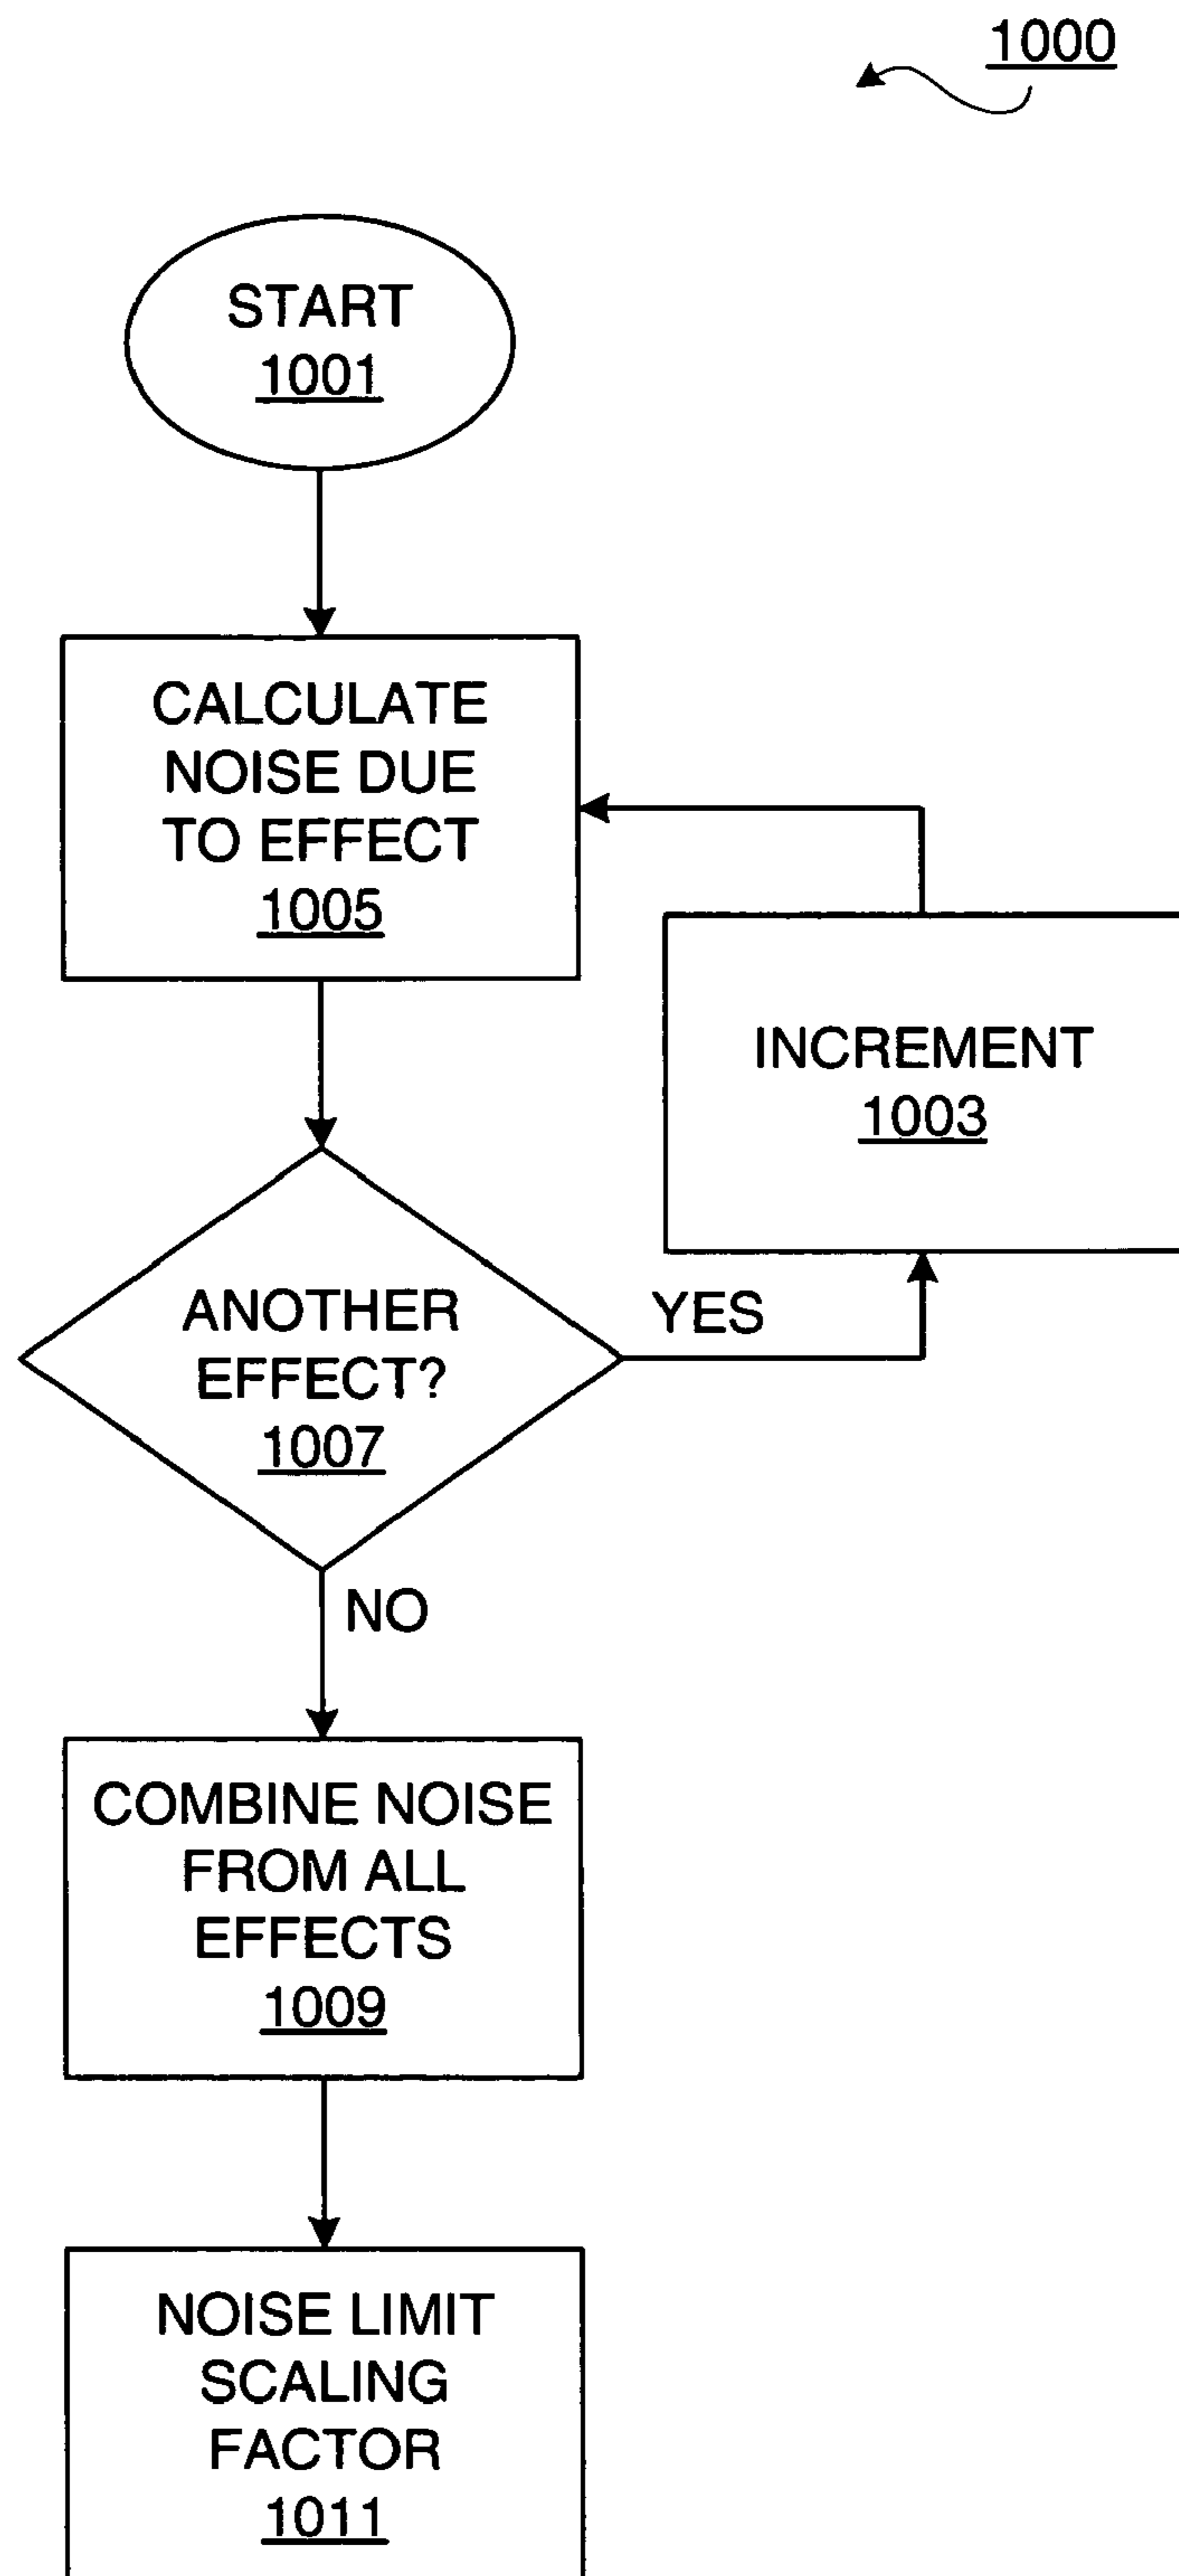 1000
START
1001
CALCULATE
NOISE DUE
TO EFFECT
1005
INCREMENT
1003
ANOTHER
EFFECT?
1007
YES
NO
COMBINE NOISE
FROM ALL
EFFECTS
1009
NOISE LIMIT
SCALING
FACTOR
1011